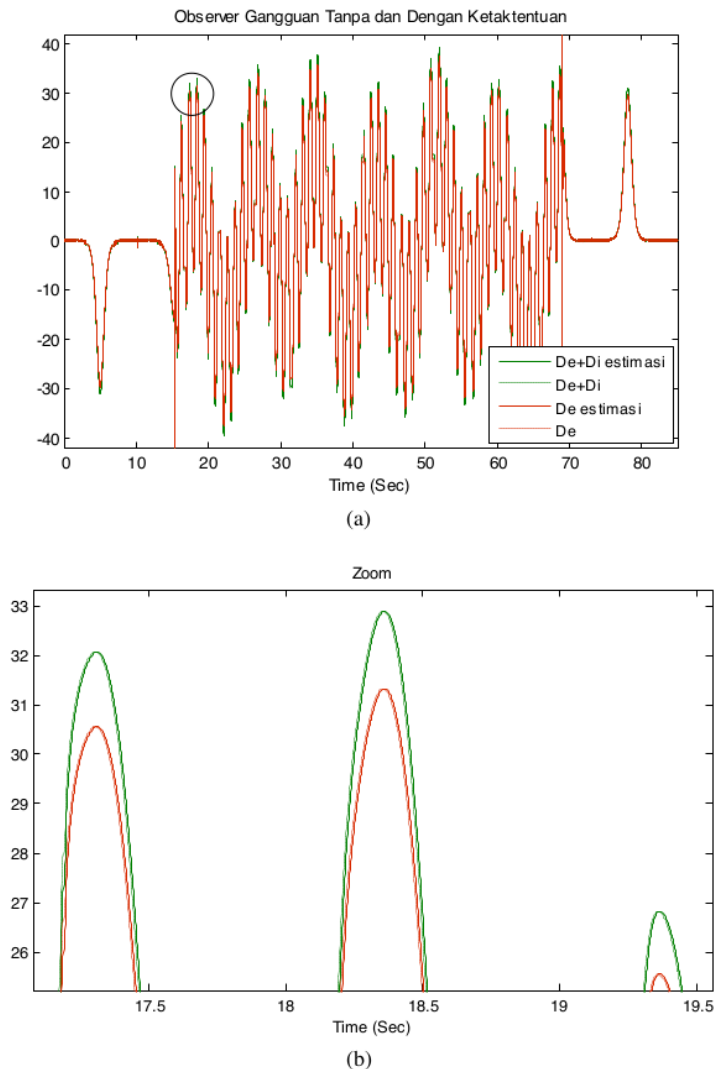 Observer Gangguan Tanpa dan Dengan Ketaktentuan
40
30
20
10
0
-10
-20
-30
-40
De+Di estimasi
De+Di
De estimasi
De
0 10 20 30 40 50 60 70 80
Time (Sec)
(a)
Zoom
33
32
31
30
29
28
27
26
17.5 18 18.5 19 19.5
Time (Sec)
(b)